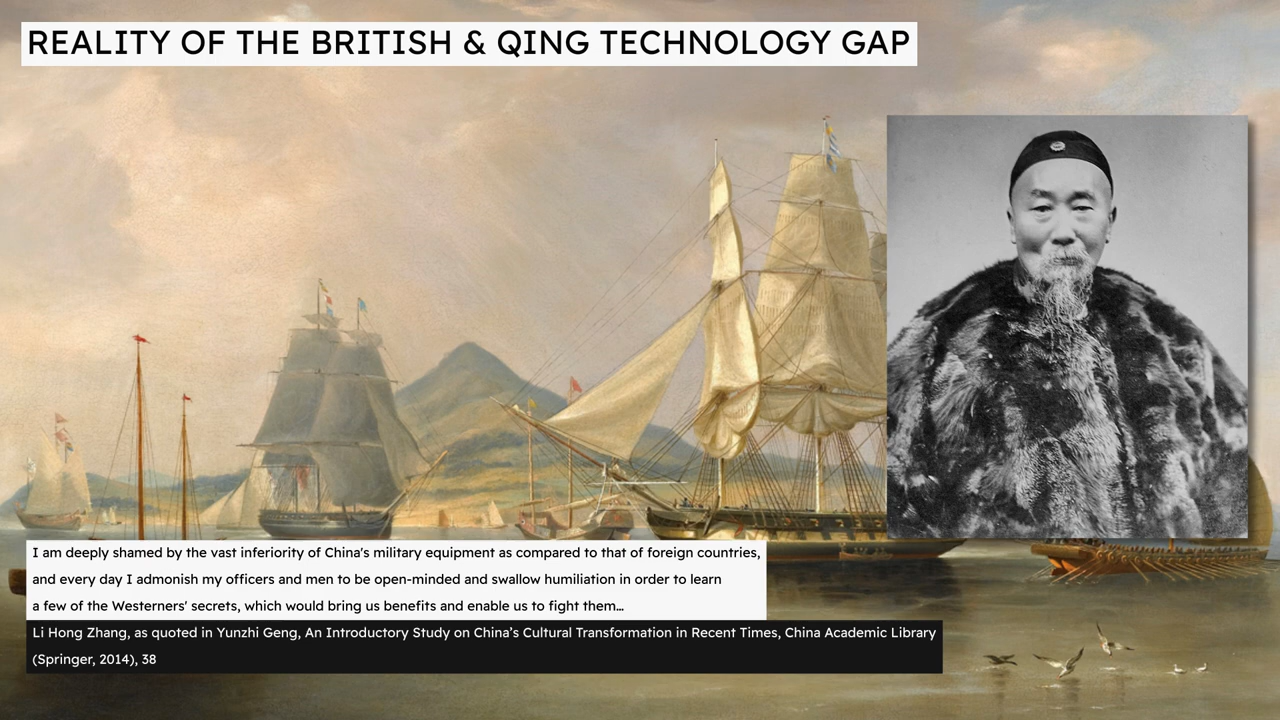 REALITY OF THE BRITISH & QING TECHNOLOGY GAP
I am deeply shamed by the vast inferiority of China's military equipment as compared to that of foreign countries,
and every day I admonish my officers and men to be open-minded and swallow humiliation in order to learn
a few of the Westerners' secrets, which would bring us benefits and enable us to fight them...
Li Hong Zhang, as quoted in Yunzhi Geng, An Introductory Study on China’s Cultural Transformation in Recent Times, China Academic Library
(Springer, 2014), 38